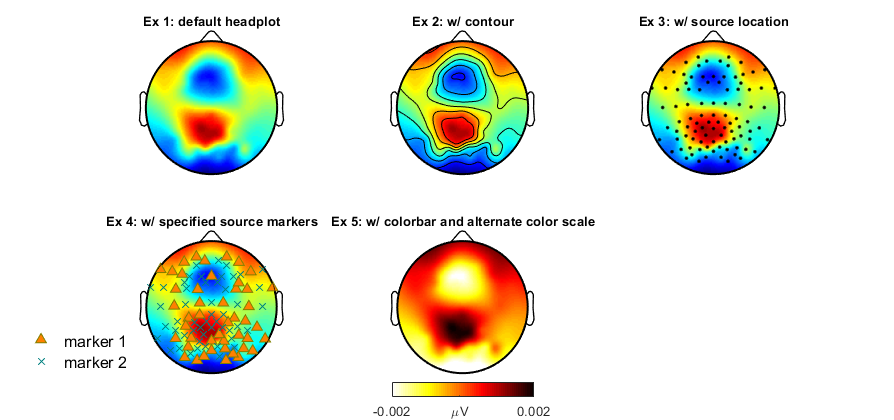 Ex 1: default headplot
Ex 2: w/ contour
Ex 3: w/ source location
Ex 4: w/ specified source markers
Ex 5: w/ colorbar and alternate color scale
marker 1
marker 2
-0.002 μV 0.002